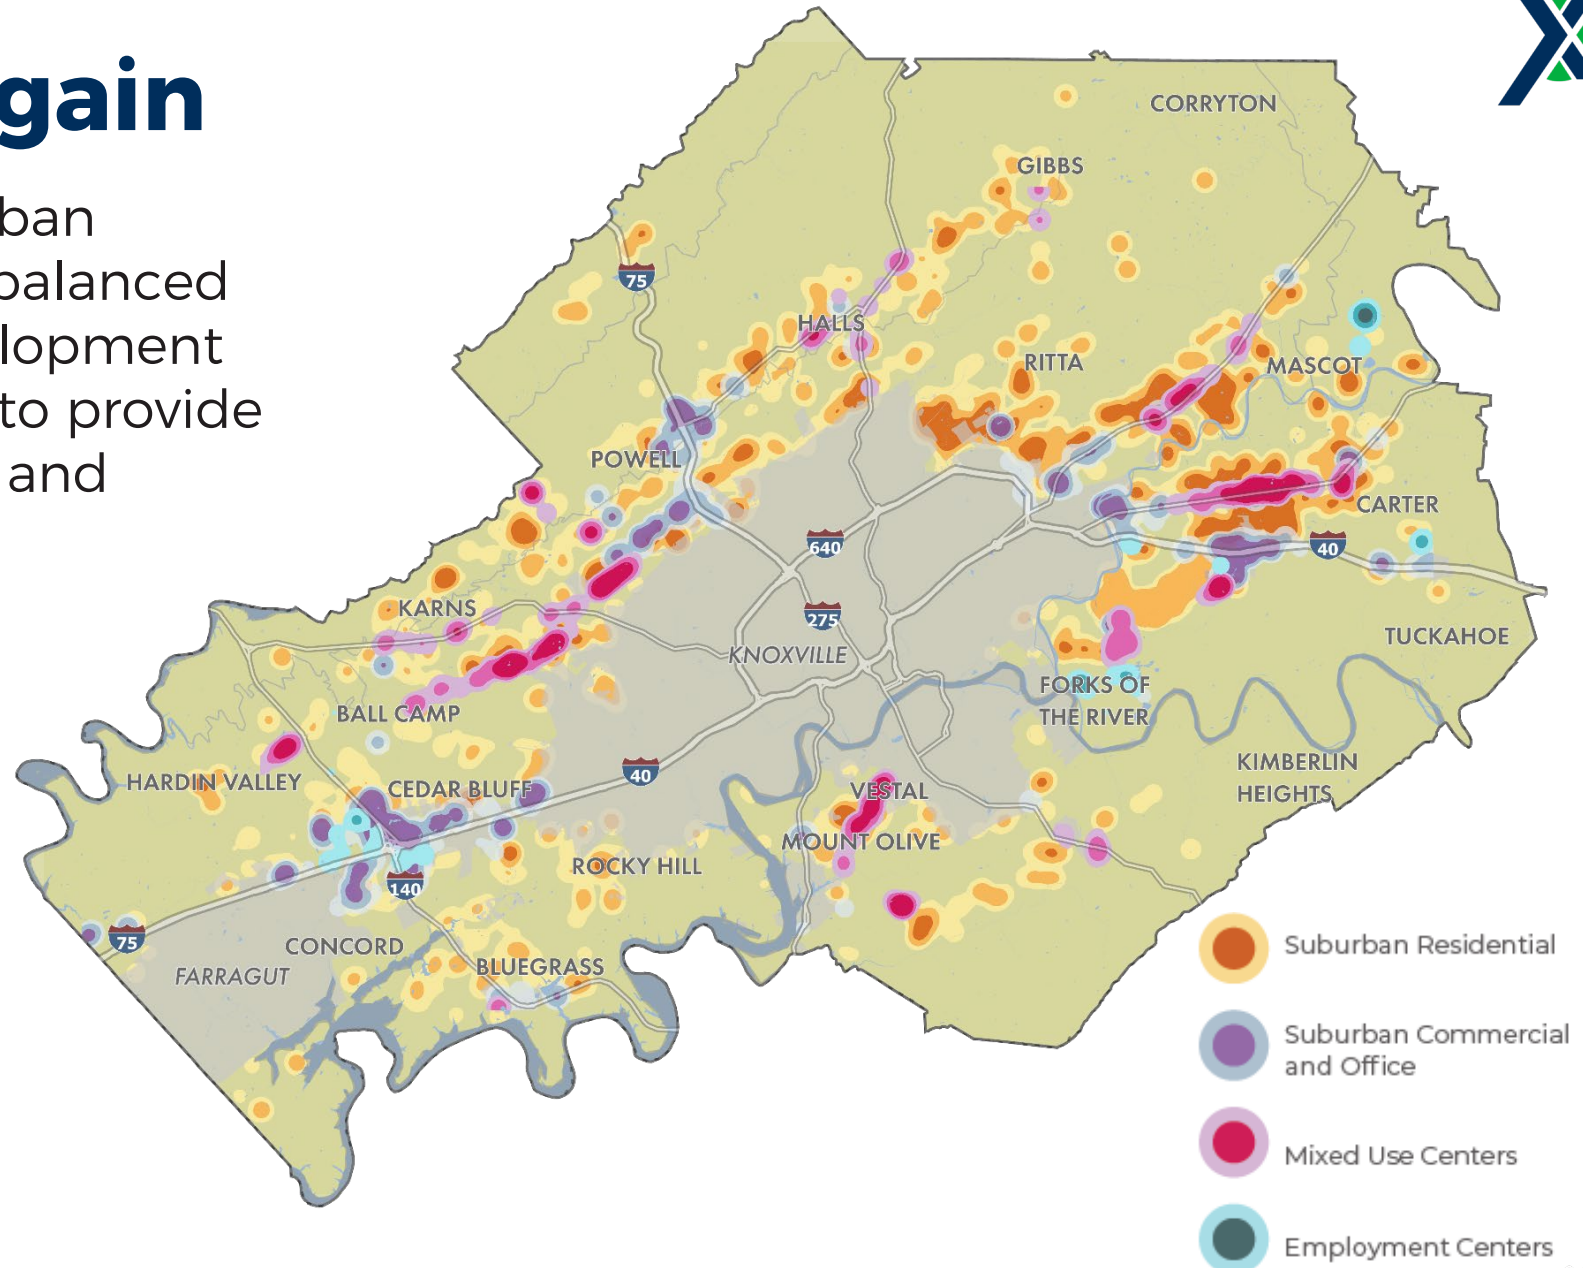 gain
ban
balanced
lopment
to provide
and
CORRYTON
GIBBS
75
HALLS
RITTA
MASCOT
POWELL
CARTER
640
40
KARNS
275
KNOXVILLE
TUCKAHOE
FORKS OF
THE RIVER
BALL CAMP
HARDIN VALLEY
CEDAR BLUFF
40
VESTAL
KIMBERLIN
HEIGHTS
MOUNT OLIVE
ROCKY HILL
140
75
CONCORD
FARRAGUT
BLUEGRASS
Suburban Residential
Suburban Commercial
and Office
Mixed Use Centers
Employment Centers